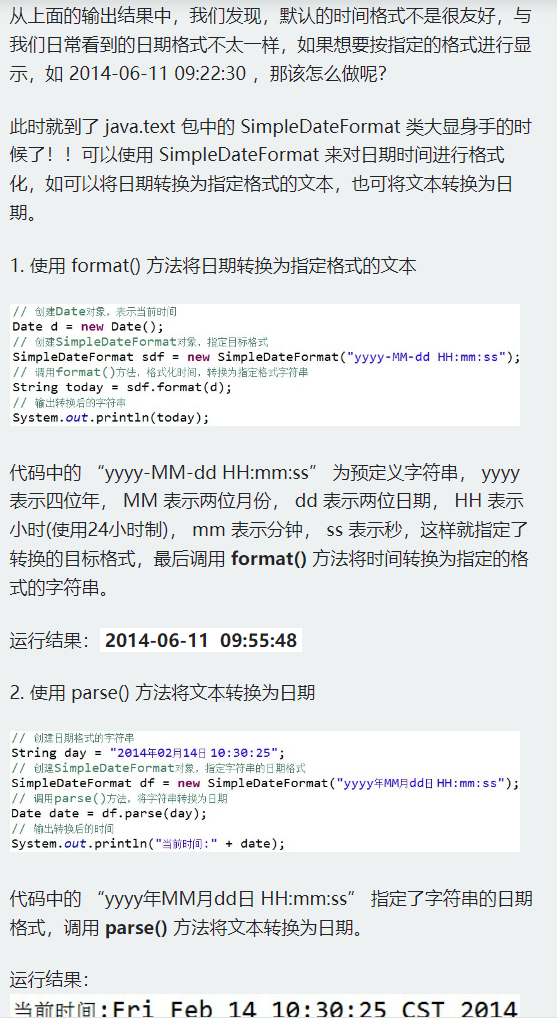 从上面的输出结果中，我们发现，默认的时间格式不是很友好，与
我们日常看到的日期格式不太一样，如果想要按指定的格式进行显
示，如 2014-06-11 09:22:30 ，那该怎么做呢？
此时就到了 java.text 包中的 SimpleDateFormat 类大显身手的时
候了！！可以使用 SimpleDateFormat 来对日期时间进行格式
化，如可以将日期转换为指定格式的文本，也可将文本转换为日
期。
1. 使用 format() 方法将日期转换为指定格式的文本
// 创建Date对象，表示当前时间
Date d = new Date();
// 创建SimpleDateFormat对象，指定目标格式
SimpleDateFormat sdf = new SimpleDateFormat("yyyy-MM-dd HH:mm:ss");
// 调用format()方法，格式化时间，转换为指定格式字符串
String today = sdf.format(d);
// 输出转换后的字符串
System.out.println(today);
代码中的 “yyyy-MM-dd HH:mm:ss” 为预定义字符串， yyyy
表示四位年， MM 表示两位月份， dd 表示两位日期， HH 表示
小时(使用24小时制)， mm 表示分钟， ss 表示秒，这样就指定了
转换的目标格式，最后调用 format() 方法将时间转换为指定的格
式的字符串。
运行结果： 2014-06-11 09:55:48
2. 使用 parse() 方法将文本转换为日期
// 创建日期格式的字符串
String day = "2014年02月14日 10:30:25";
// 创建SimpleDateFormat对象，指定字符串的日期格式
SimpleDateFormat df = new SimpleDateFormat("yyyy年MM月dd日 HH:mm:ss");
// 调用parse()方法，将字符串转换为日期
Date date = df.parse(day);
// 输出转换后的时间
System.out.println("当前时间:" + date);
代码中的 “yyyy年MM月dd日 HH:mm:ss” 指定了字符串的日期
格式，调用 parse() 方法将文本转换为日期。
运行结果：
当前时间:Fri Feb 14 10:30:25 CST 2014